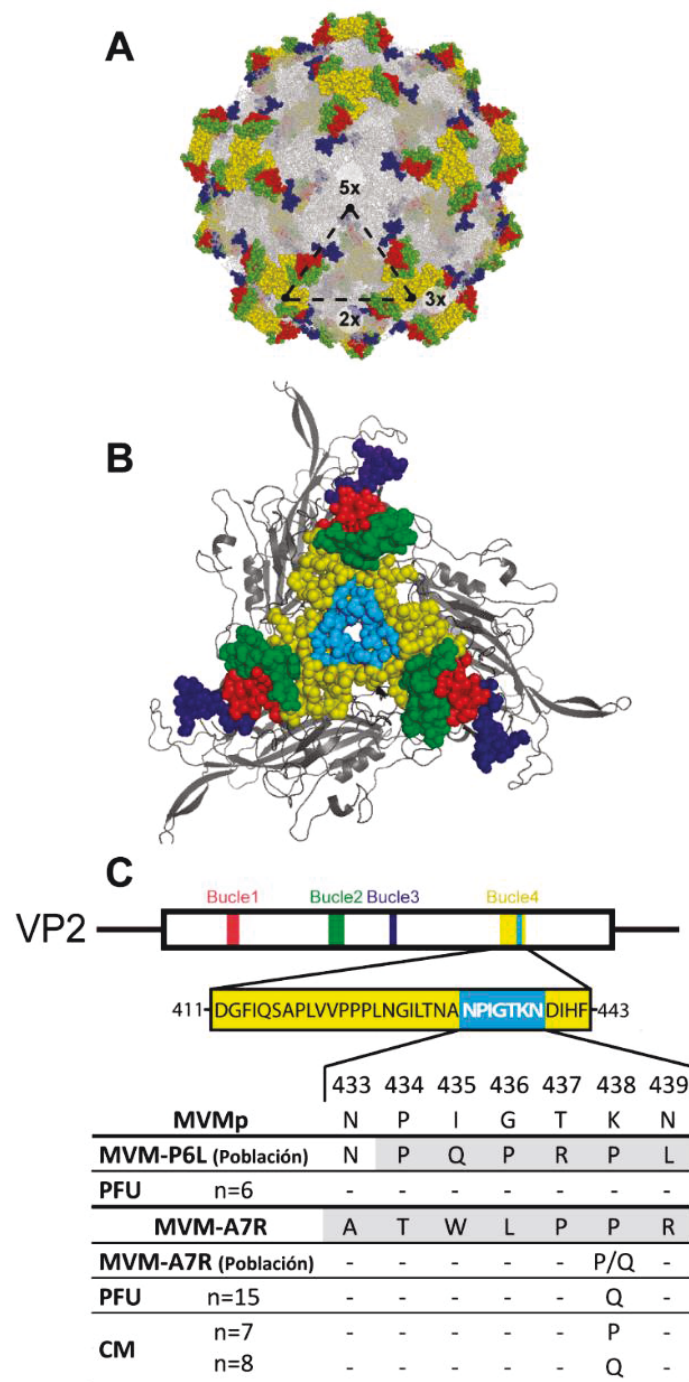 A
5x
3x
2x
B
C
Bucle1 Bucle2 Bucle3 Bucle4
VP2
411 DGFIQSAPLVVPPPLNGILTNA NPIGTKN DIHF 443
433 434 435 436 437 438 439
MVMp N P I G T K N
MVM-P6L (Población) N P Q P R P L
PFU n=6 - - - - - - -
MVM-A7R A T W L P P R
MVM-A7R (Población) - - - - - P/Q -
PFU n=15 - - - - - Q -
CM n=7 - - - - - P -
n=8 - - - - - Q -